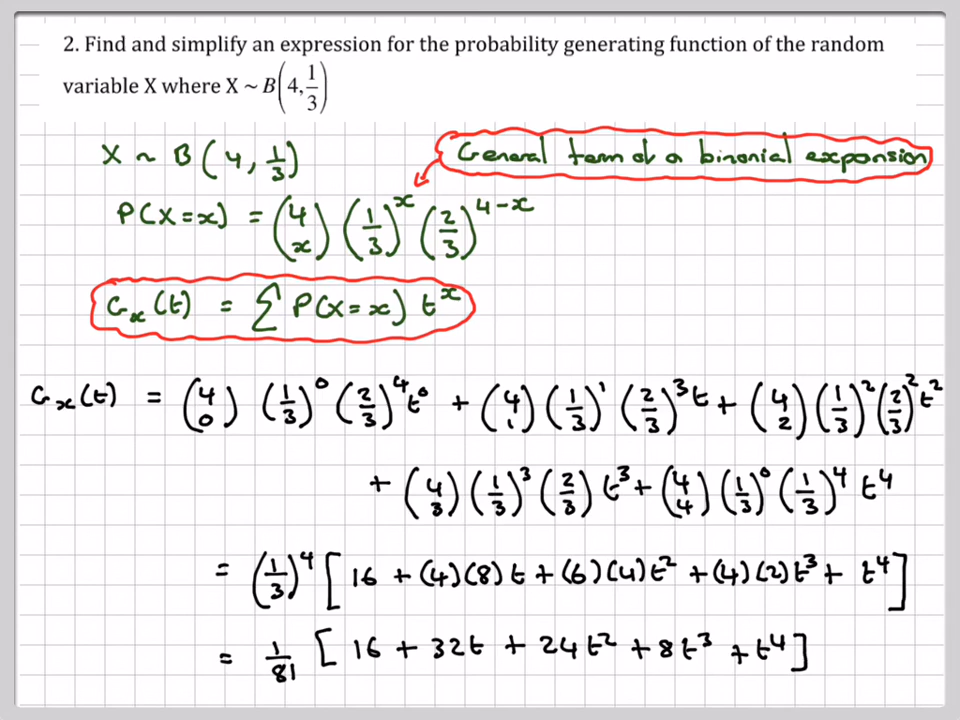 2. Find and simplify an expression for the probability generating function of the random
variable X where X ~ B(4, 1/3)
X ~ B (4, 1/3)
General term of a binomial expansion
P(X=x) = (4 x) (1/3)^x (2/3)^4-x
G_x(t) = Σ P(X=x) t^x
G_x(t) = (4 0) (1/3)^0 (2/3)^4 t^0 + (4 1) (1/3)^1 (2/3)^3 t + (4 2) (1/3)^2 (2/3)^2 t^2
+ (4 3) (1/3)^3 (2/3) t^3 + (4 4) (1/3)^0 (1/3)^4 t^4
= (1/3)^4 [16 + (4)(8)t + (6)(4)t^2 + (4)(2)t^3 + t^4]
= 1/81 [16 + 32t + 24t^2 + 8t^3 + t^4]